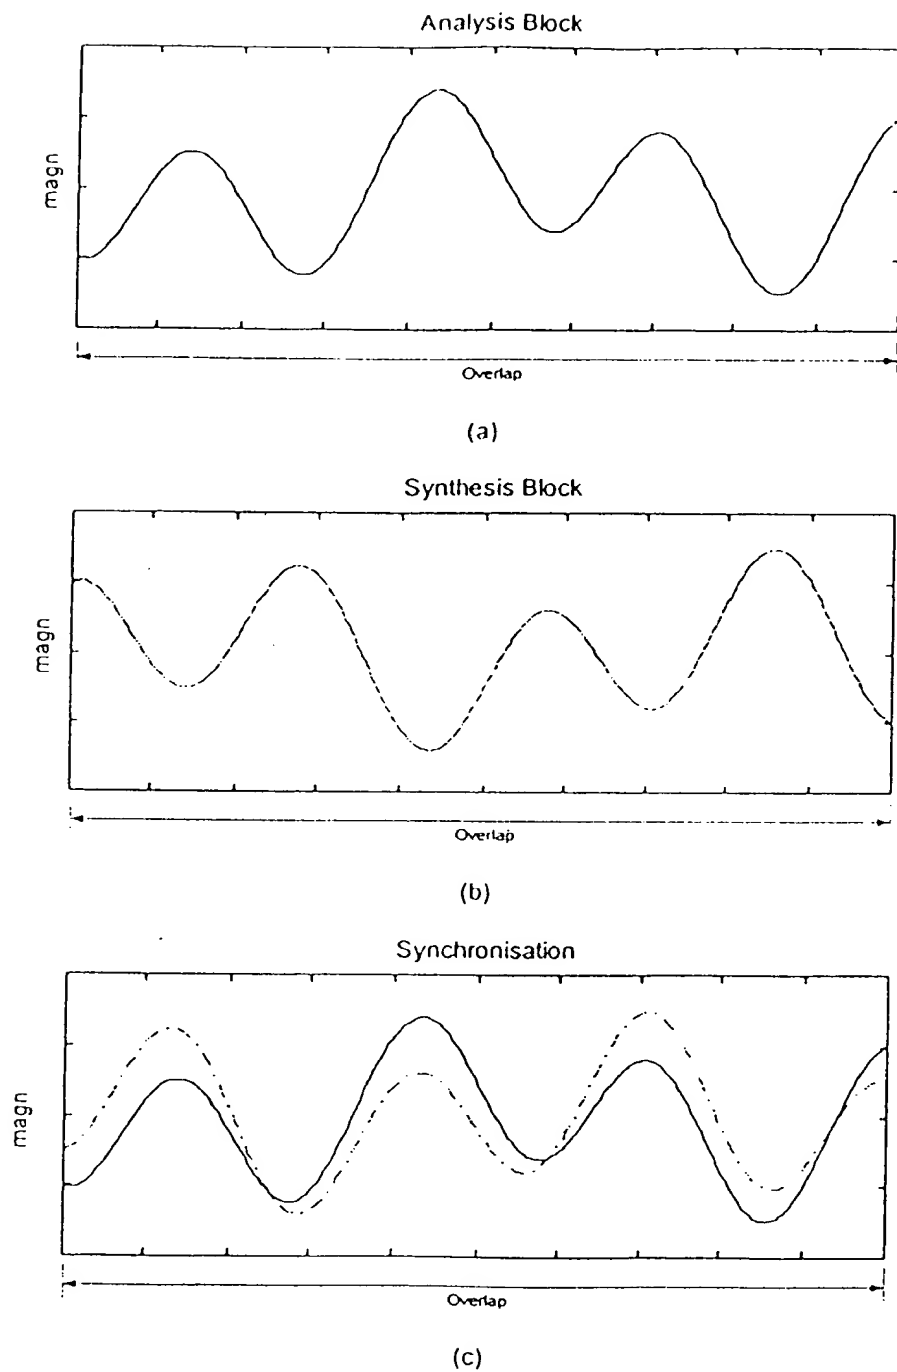 Analysis Block
magn
Overlap
(a)
Synthesis Block
magn
Overlap
(b)
Synchronisation
magn
Overlap
(c)